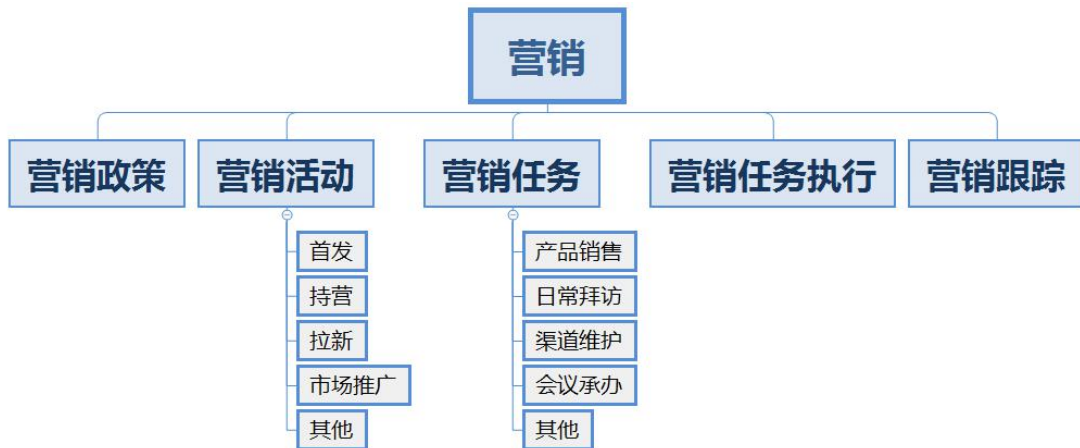 营销
营销政策
营销活动
营销任务
营销任务执行
营销跟踪
首发
持营
拉新
市场推广
其他
产品销售
日常拜访
渠道维护
会议承办
其他